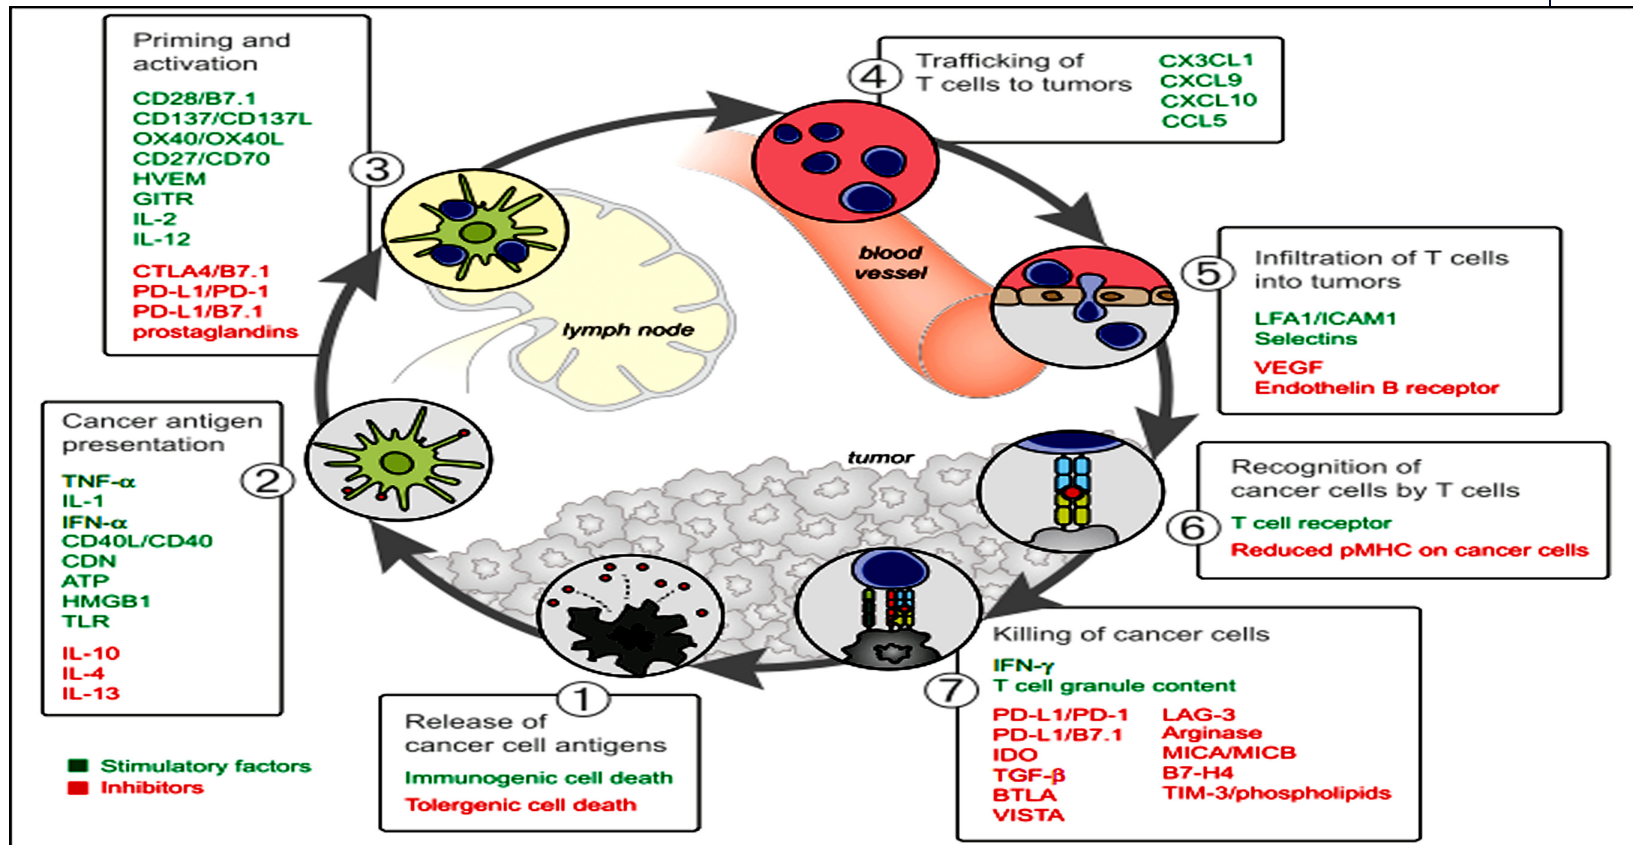 Priming and
activation
CD28/B7.1
CD137/CD137L
OX40/OX40L
CD27/CD70
HVEM
GITR
IL-2
IL-12
CTLA4/B7.1
PD-L1/PD-1
PD-L1/B7.1
prostaglandins
3
4
Trafficking of
T cells to tumors
CX3CL1
CXCL9
CXCL10
CCL5
blood
vessel
lymph node
5
Infiltration of T cells
into tumors
LFA1/ICAM1
Selectins
VEGF
Endothelin B receptor
Cancer antigen
presentation
2
TNF-α
IL-1
IFN-α
CD40L/CD40
CDN
ATP
HMGB1
TLR
IL-10
IL-4
IL-13
tumor
6
Recognition of
cancer cells by T cells
T cell receptor
Reduced pMHC on cancer cells
7
Killing of cancer cells
IFN-γ
T cell granule content
PD-L1/PD-1
PD-L1/B7.1
IDO
TGF-β
BTLA
VISTA
LAG-3
Arginase
MICA/MICB
B7-H4
TIM-3/phospholipids
1
Release of
cancer cell antigens
Immunogenic cell death
Tolergenic cell death
Stimulatory factors
Inhibitors